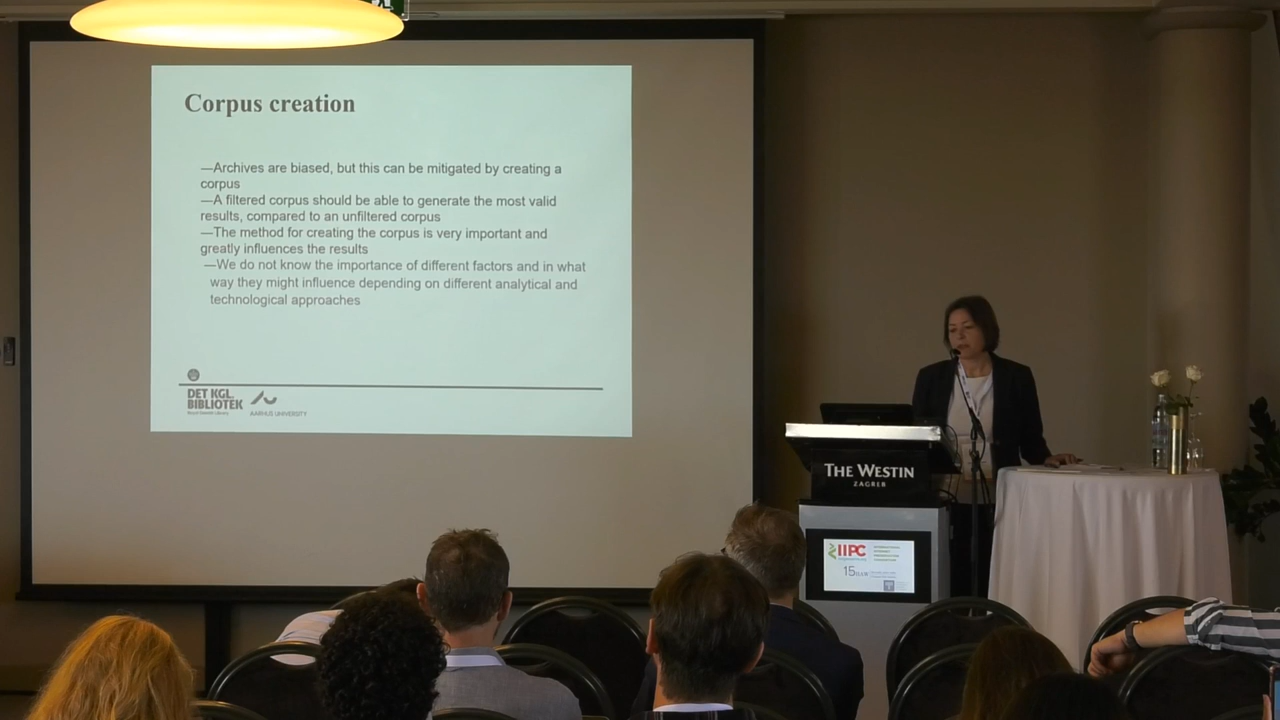 Corpus creation
—Archives are biased, but this can be mitigated by creating a
corpus
—A filtered corpus should be able to generate the most valid
results, compared to an unfiltered corpus
—The method for creating the corpus is very important and
greatly influences the results
—We do not know the importance of different factors and in what
way they might influence depending on different analytical and
technological approaches
DET KGL.
BIBLIOTEK
Royal Danish Library
AARHUS UNIVERSITY
THE WESTIN
ZAGREB
IIPC